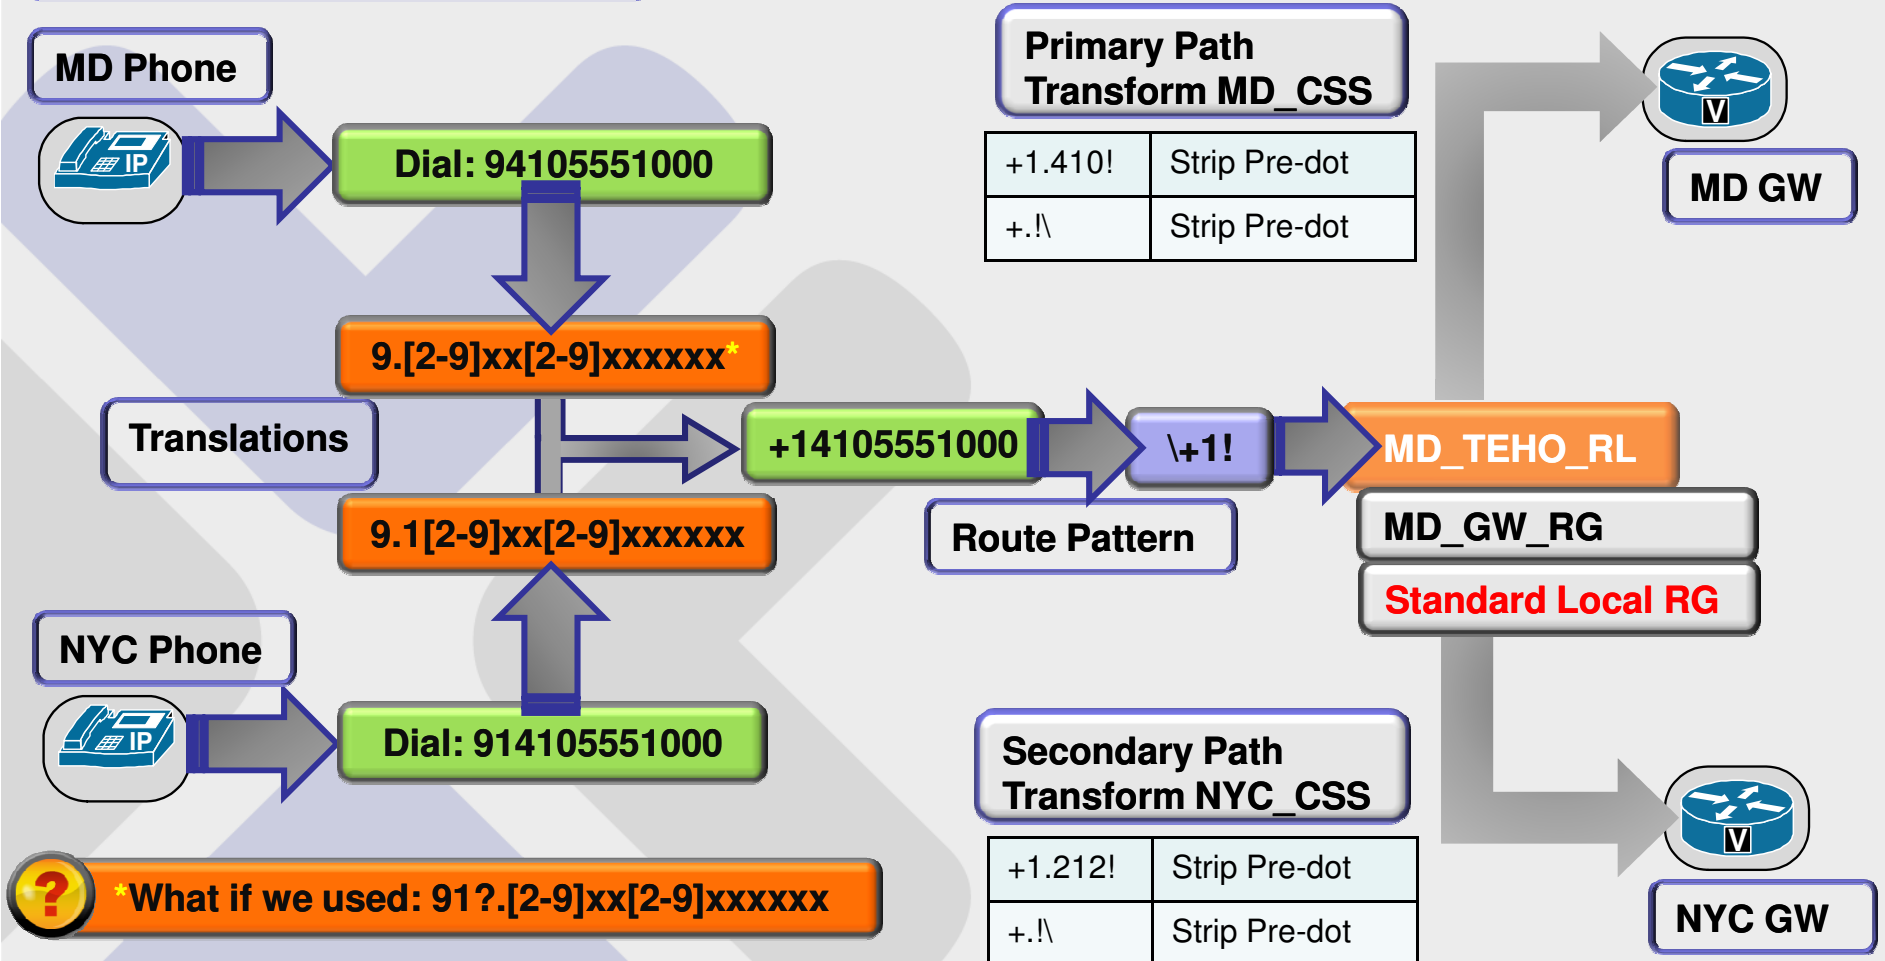 MD Phone
IP
Dial: 94105551000
9.[2-9]xx[2-9]xxxxxx*
Translations
9.1[2-9]xx[2-9]xxxxxx
NYC Phone
IP
Dial: 914105551000
*What if we used: 91?.[2-9]xx[2-9]xxxxxx
?
+14105551000
Route Pattern
\+1!
MD_TEHO_RL
MD_GW_RG
Standard Local RG
Primary Path
Transform MD_CSS
+1.410! Strip Pre-dot
+.!\ Strip Pre-dot
V
MD GW
Secondary Path
Transform NYC_CSS
+1.212! Strip Pre-dot
+.!\ Strip Pre-dot
V
NYC GW